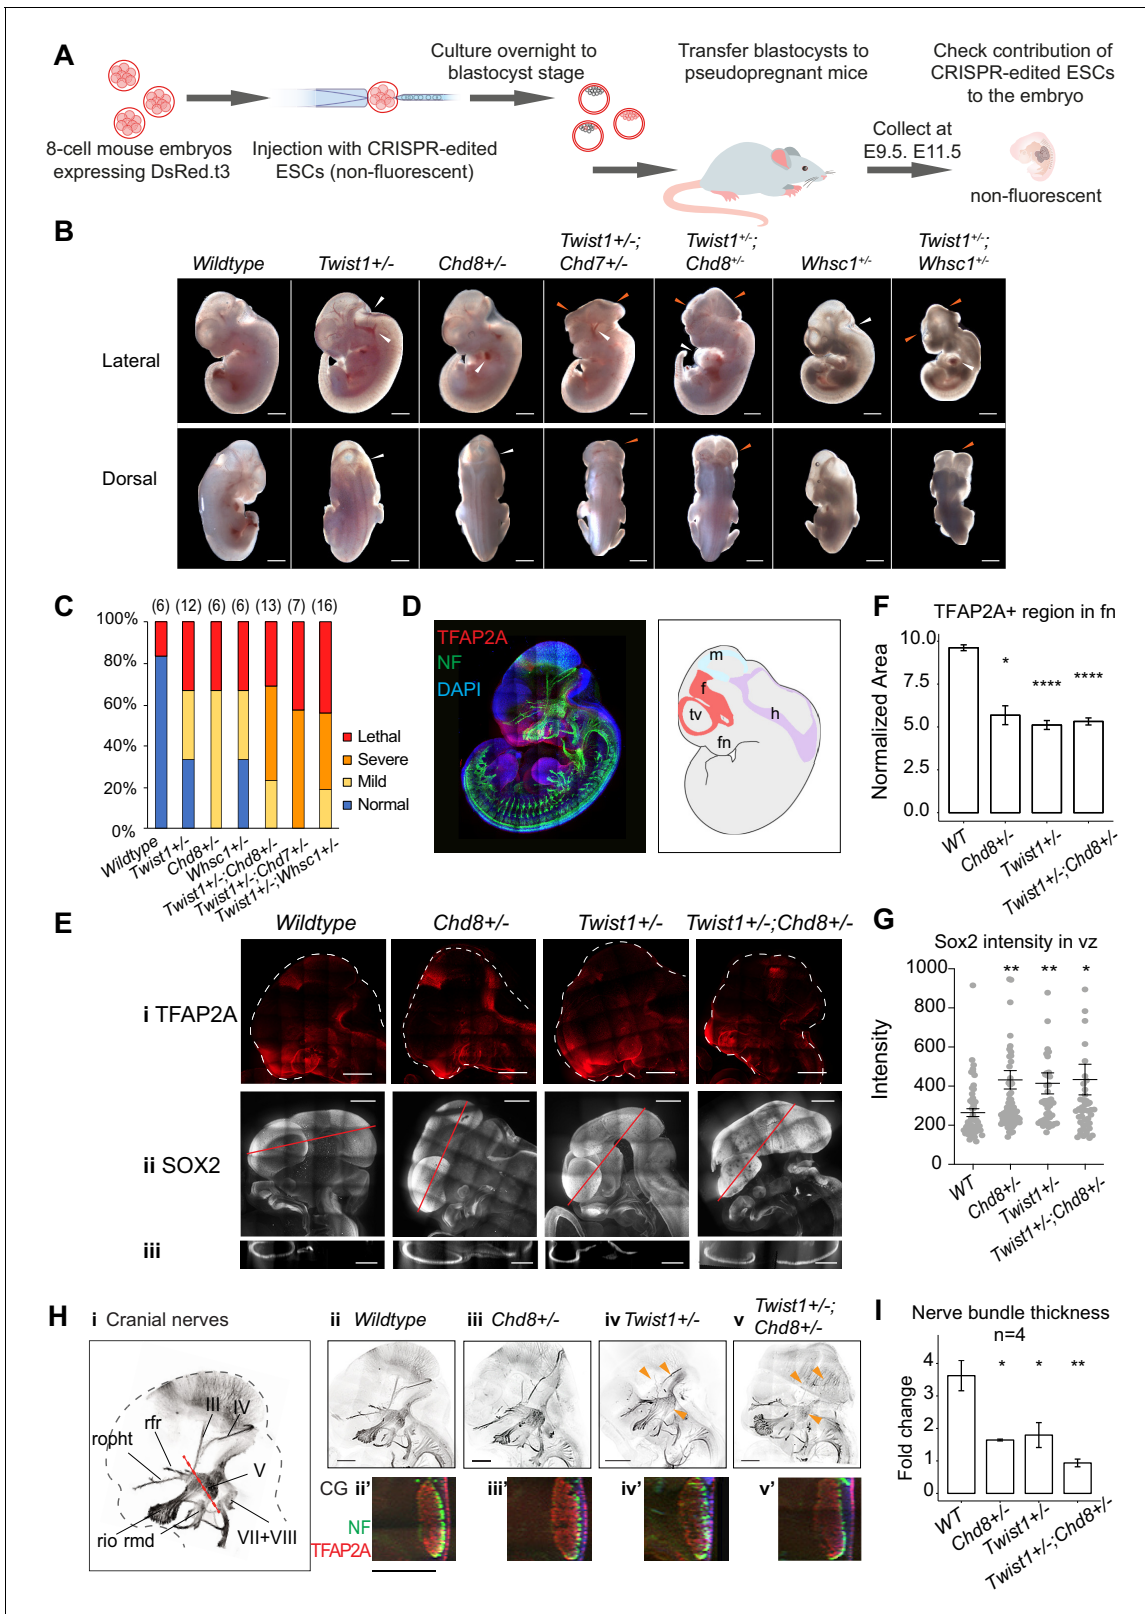 A
Culture overnight to
blastocyst stage
Transfer blastocysts to
pseudopregnant mice
Check contribution of
CRISPR-edited ESCs
to the embryo
8-cell mouse embryos
expressing DsRed.t3
Injection with CRISPR-edited
ESCs (non-fluorescent)
Collect at
E9.5. E11.5
non-fluorescent
B
Wildtype
Twist1+/-
Chd8+/-
Twist1+/-;
Chd7+/-
Twist1+/-;
Chd8+/-
Whsc1+/-
Twist1+/-;
Whsc1+/-
Lateral
Dorsal
C
(6) (12) (6) (6) (13) (7) (16)
100%
80%
60%
40%
20%
0%
Lethal
Severe
Mild
Normal
Wildtype
Twist1+/-
Chd8+/-
Whsc1+/-
Twist1+/-;Chd8+/-
Twist1+/-;Chd7+/-
Twist1+/-;Whsc1+/-
D
TFAP2A
NF
DAPI
m
f
tv
h
fn
F
TFAP2A+ region in fn
Normalized Area
10.0
7.5
5.0
2.5
0.0
*
****
****
WT
Chd8+/-
Twist1+/-
Twist1+/-;Chd8+/-
E
Wildtype
Chd8+/-
Twist1+/-
Twist1+/-;Chd8+/-
i TFAP2A
ii SOX2
iii
G
Sox2 intensity in vz
Intensity
1000
800
600
400
200
0
**
**
*
WT
Chd8+/-
Twist1+/-
Twist1+/-;Chd8+/-
H
i Cranial nerves
III
IV
rfr
ropht
V
rio
rmd
VII+VIII
ii Wildtype
iii Chd8+/-
iv Twist1+/-
v Twist1+/-;
Chd8+/-
CG
ii'
iii'
iv'
v'
NF
TFAP2A
I
Nerve bundle thickness
n=4
Fold change
4
3
2
1
0
*
*
**
WT
Chd8+/-
Twist1+/-
Twist1+/-;Chd8+/-